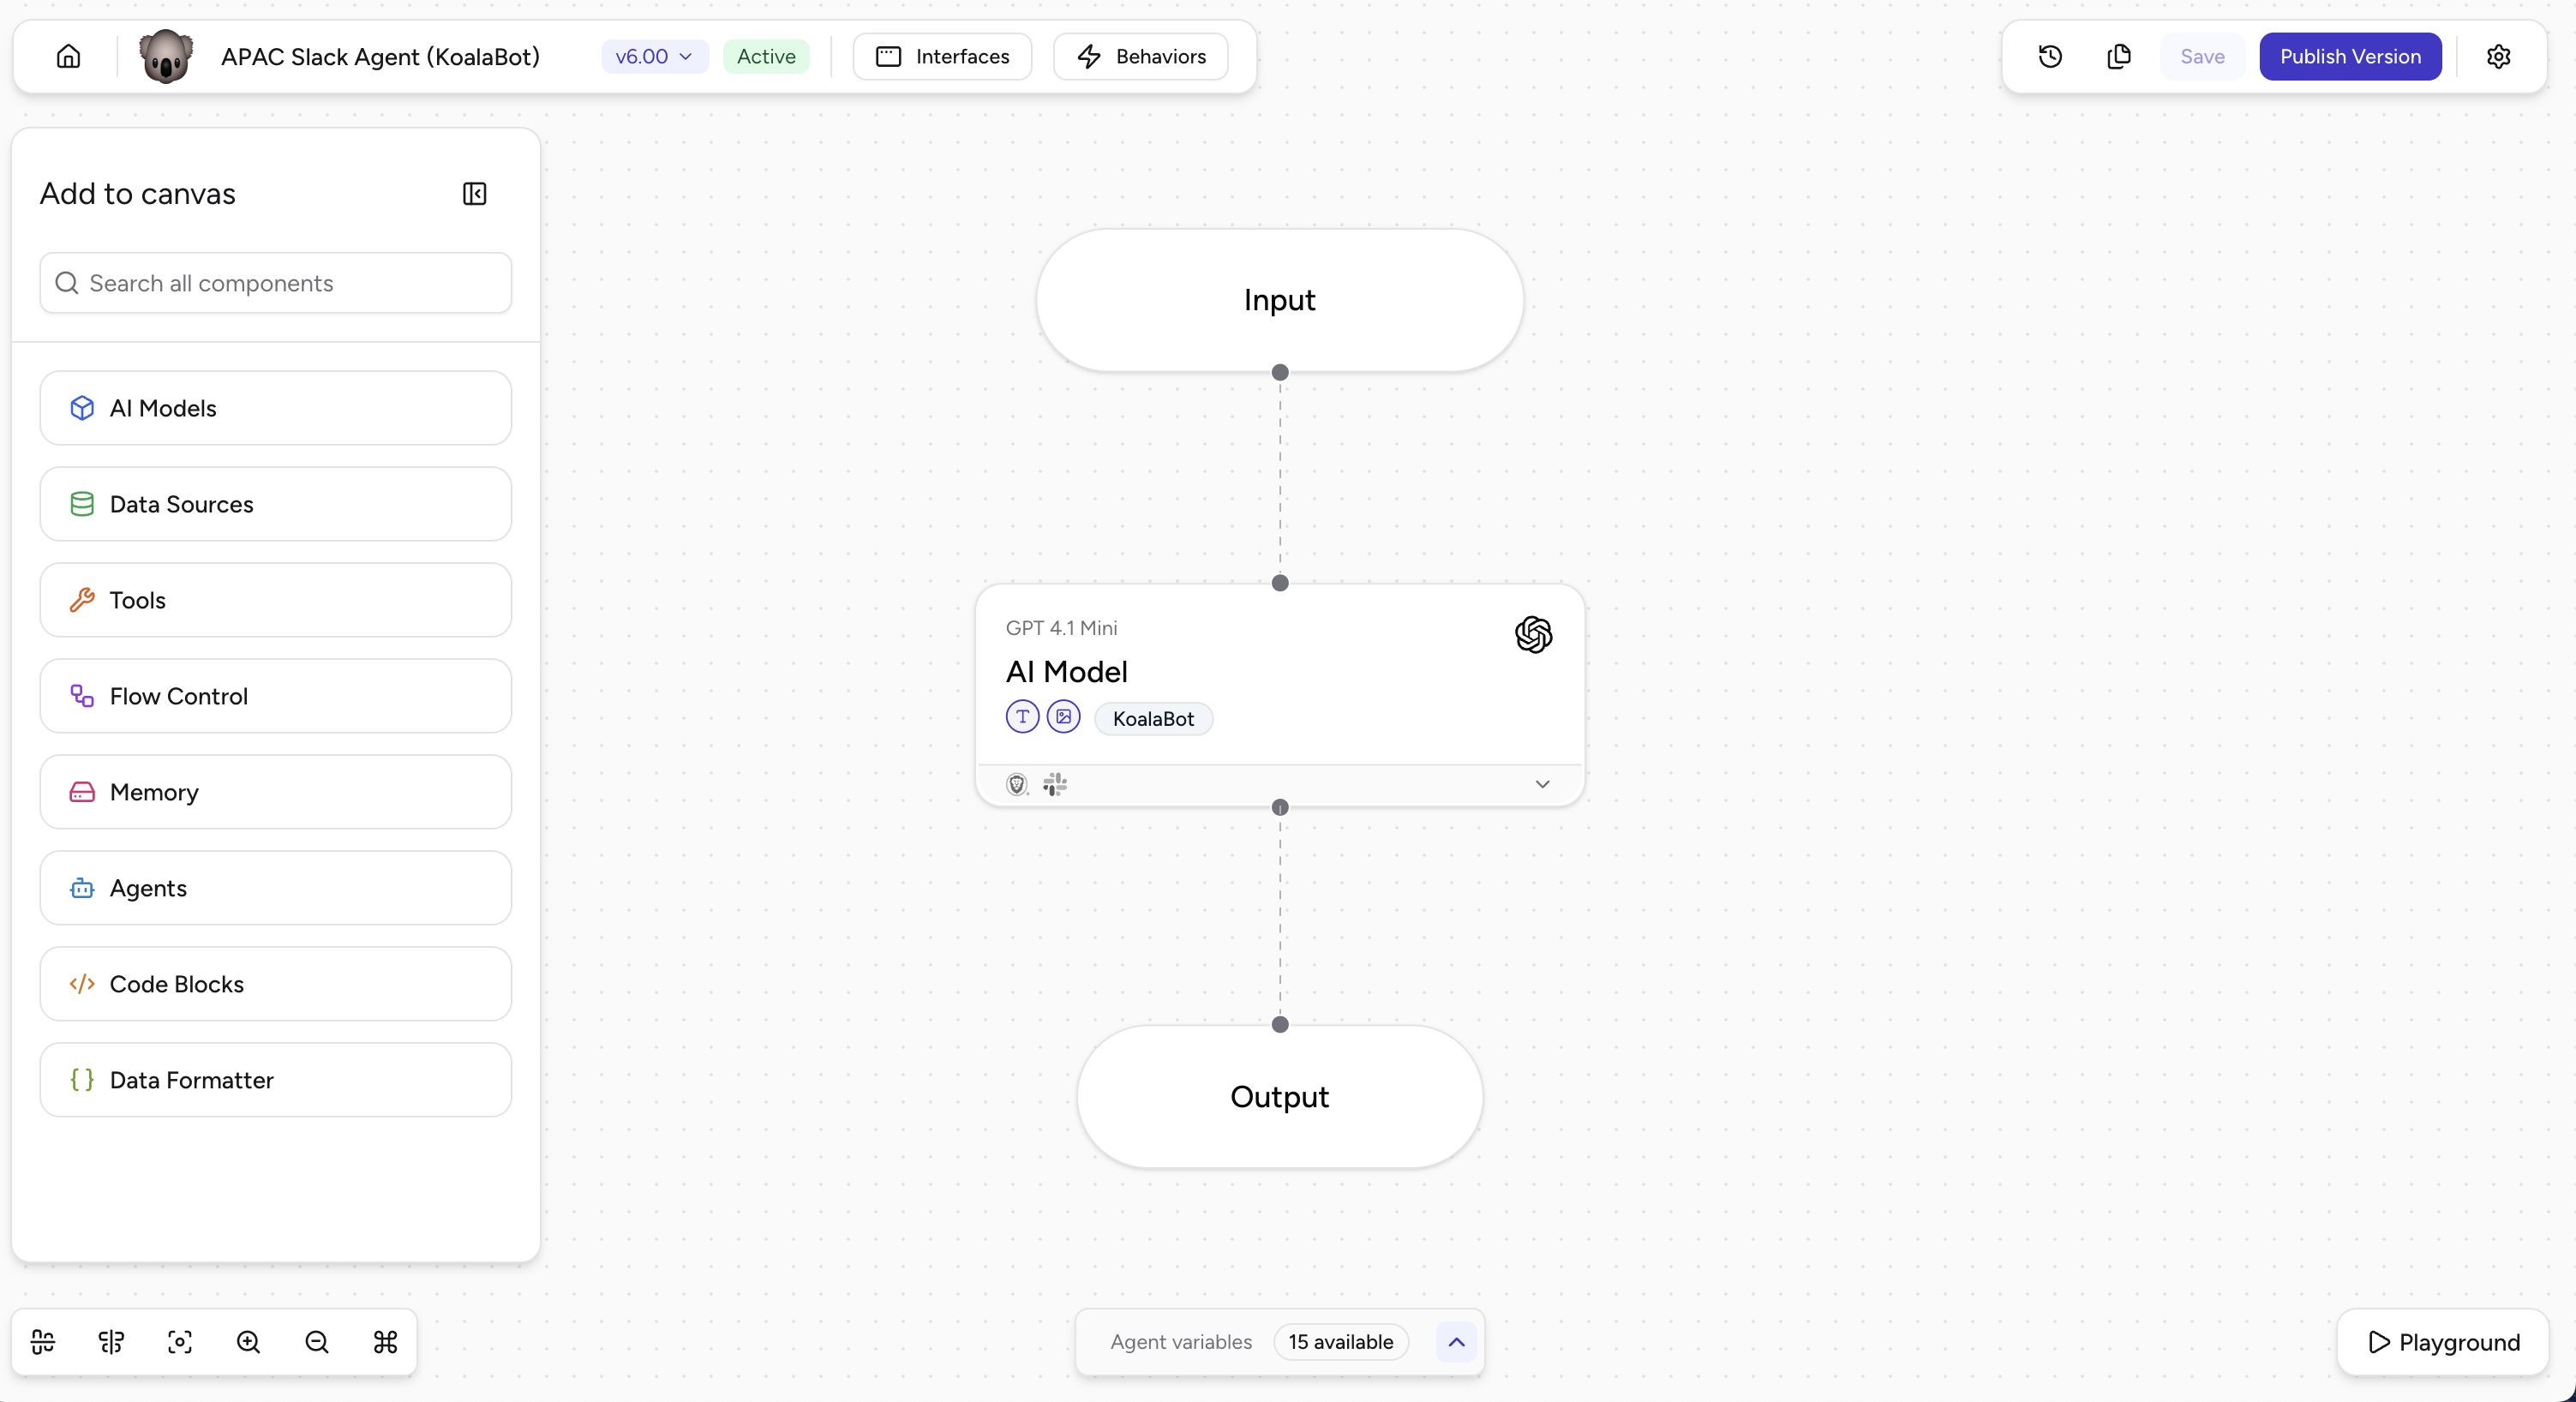 APAC Slack Agent (KoalaBot)
v6.00
Active
Interfaces
Behaviors
Save
Publish Version
Add to canvas
Search all components
AI Models
Data Sources
Tools
Flow Control
Memory
Agents
Code Blocks
Data Formatter
Input
GPT 4.1 Mini
AI Model
T
KoalaBot
Output
Agent variables
15 available
Playground